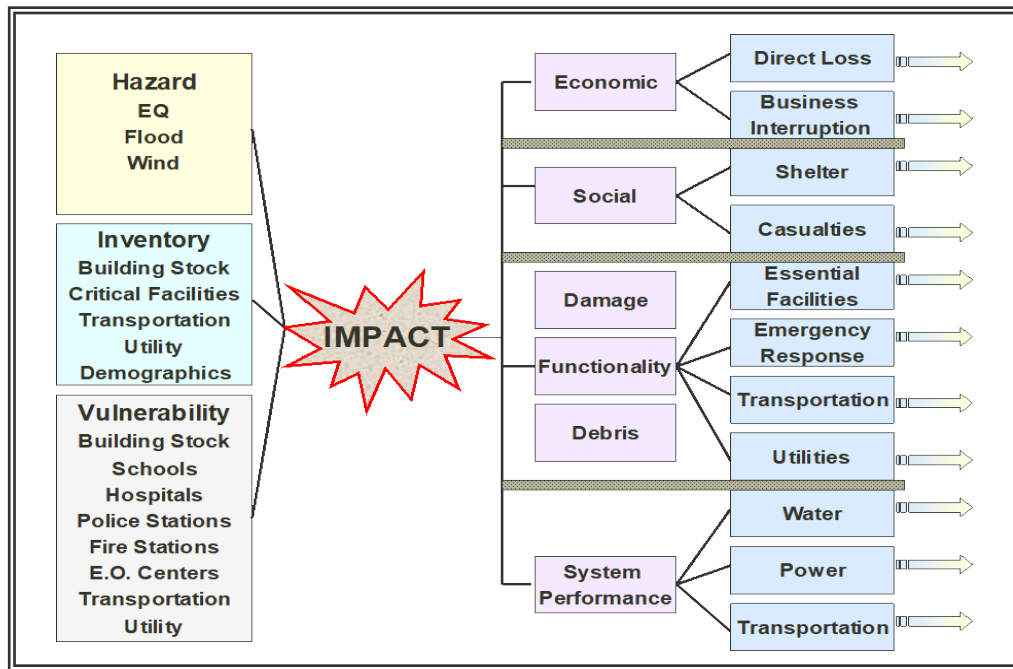 Hazard
EQ
Flood
Wind
Inventory
Building Stock
Critical Facilities
Transportation
Utility
Demographics
Vulnerability
Building Stock
Schools
Hospitals
Police Stations
Fire Stations
E.O. Centers
Transportation
Utility
IMPACT
Economic
Social
Damage
Functionality
Debris
System
Performance
Direct Loss
Business
Interruption
Shelter
Casualties
Essential
Facilities
Emergency
Response
Transportation
Utilities
Water
Power
Transportation